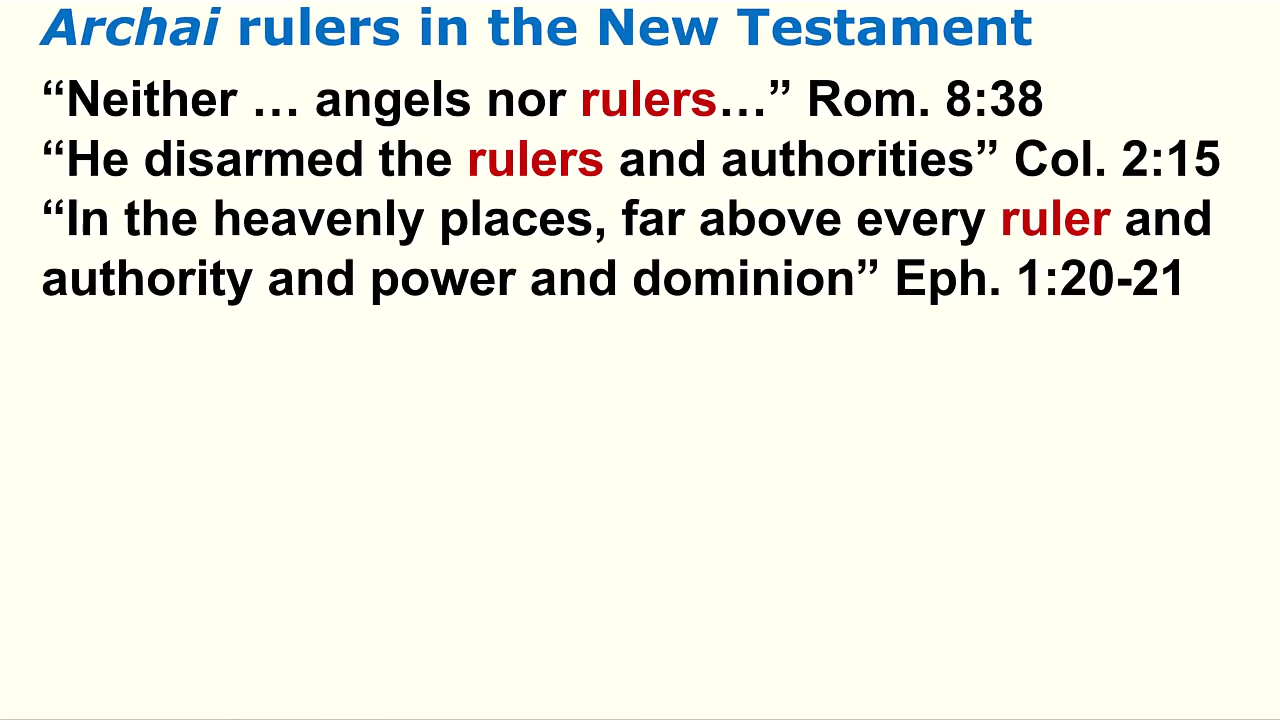 Archai rulers in the New Testament
“Neither … angels nor rulers…” Rom. 8:38
“He disarmed the rulers and authorities” Col. 2:15
“In the heavenly places, far above every ruler and
authority and power and dominion” Eph. 1:20-21